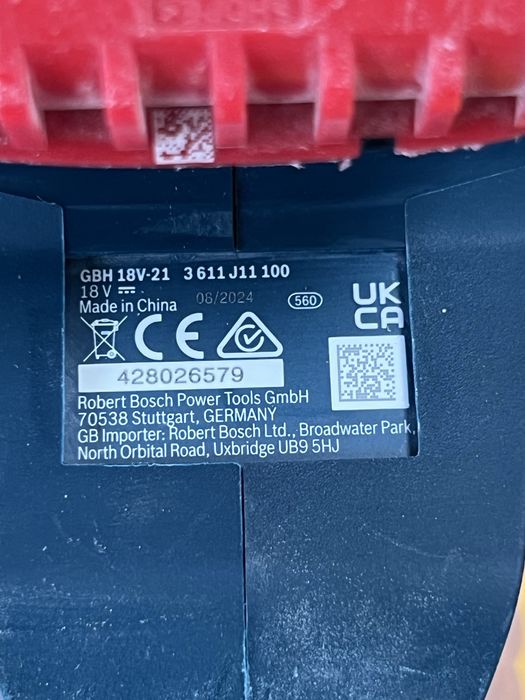 GBH 18V-21 3 611 J11 100
18 V
Made in China 08/2024 560
UK
CA
CE
428026579
Robert Bosch Power Tools GmbH
70538 Stuttgart, GERMANY
GB Importer: Robert Bosch Ltd., Broadwater Park,
North Orbital Road, Uxbridge UB9 5HJ